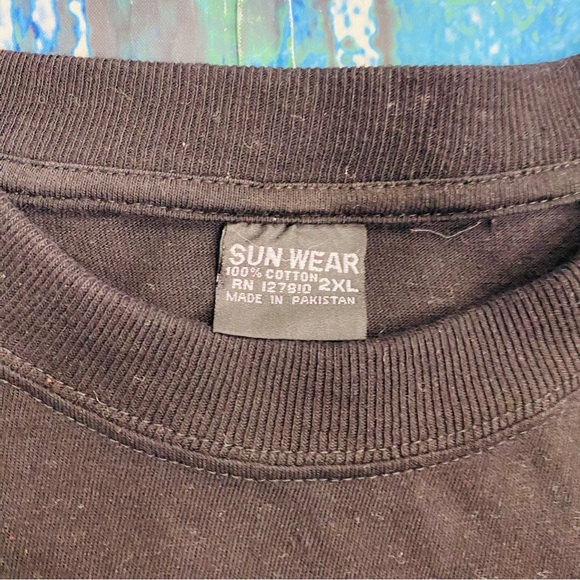 SUN WEAR
100% COTTON
RN 127810 2XL
MADE IN PAKISTAN